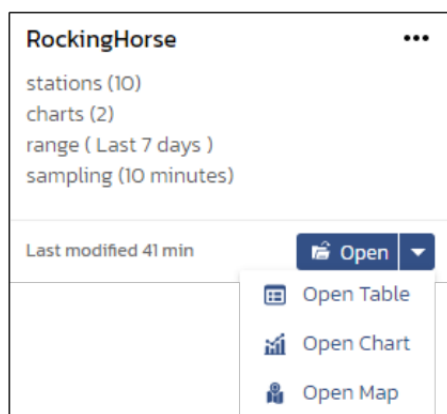 RockingHorse
stations (10)
charts (2)
range ( Last 7 days )
sampling (10 minutes)
Last modified 41 min
Open
Open Table
Open Chart
Open Map